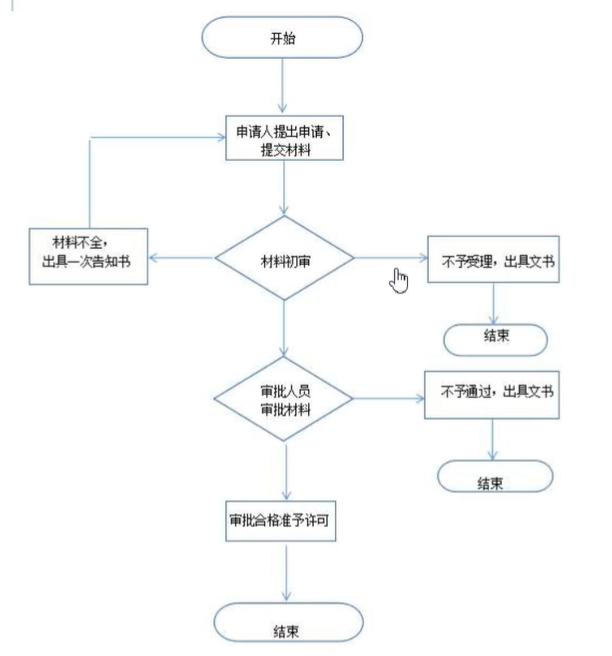 开始
申请人提出申请、
提交材料
材料不全，
出具一次告知书
材料初审
不予受理，出具文书
结束
审批人员
审批材料
不予通过，出具文书
结束
审批合格准予许可
结束